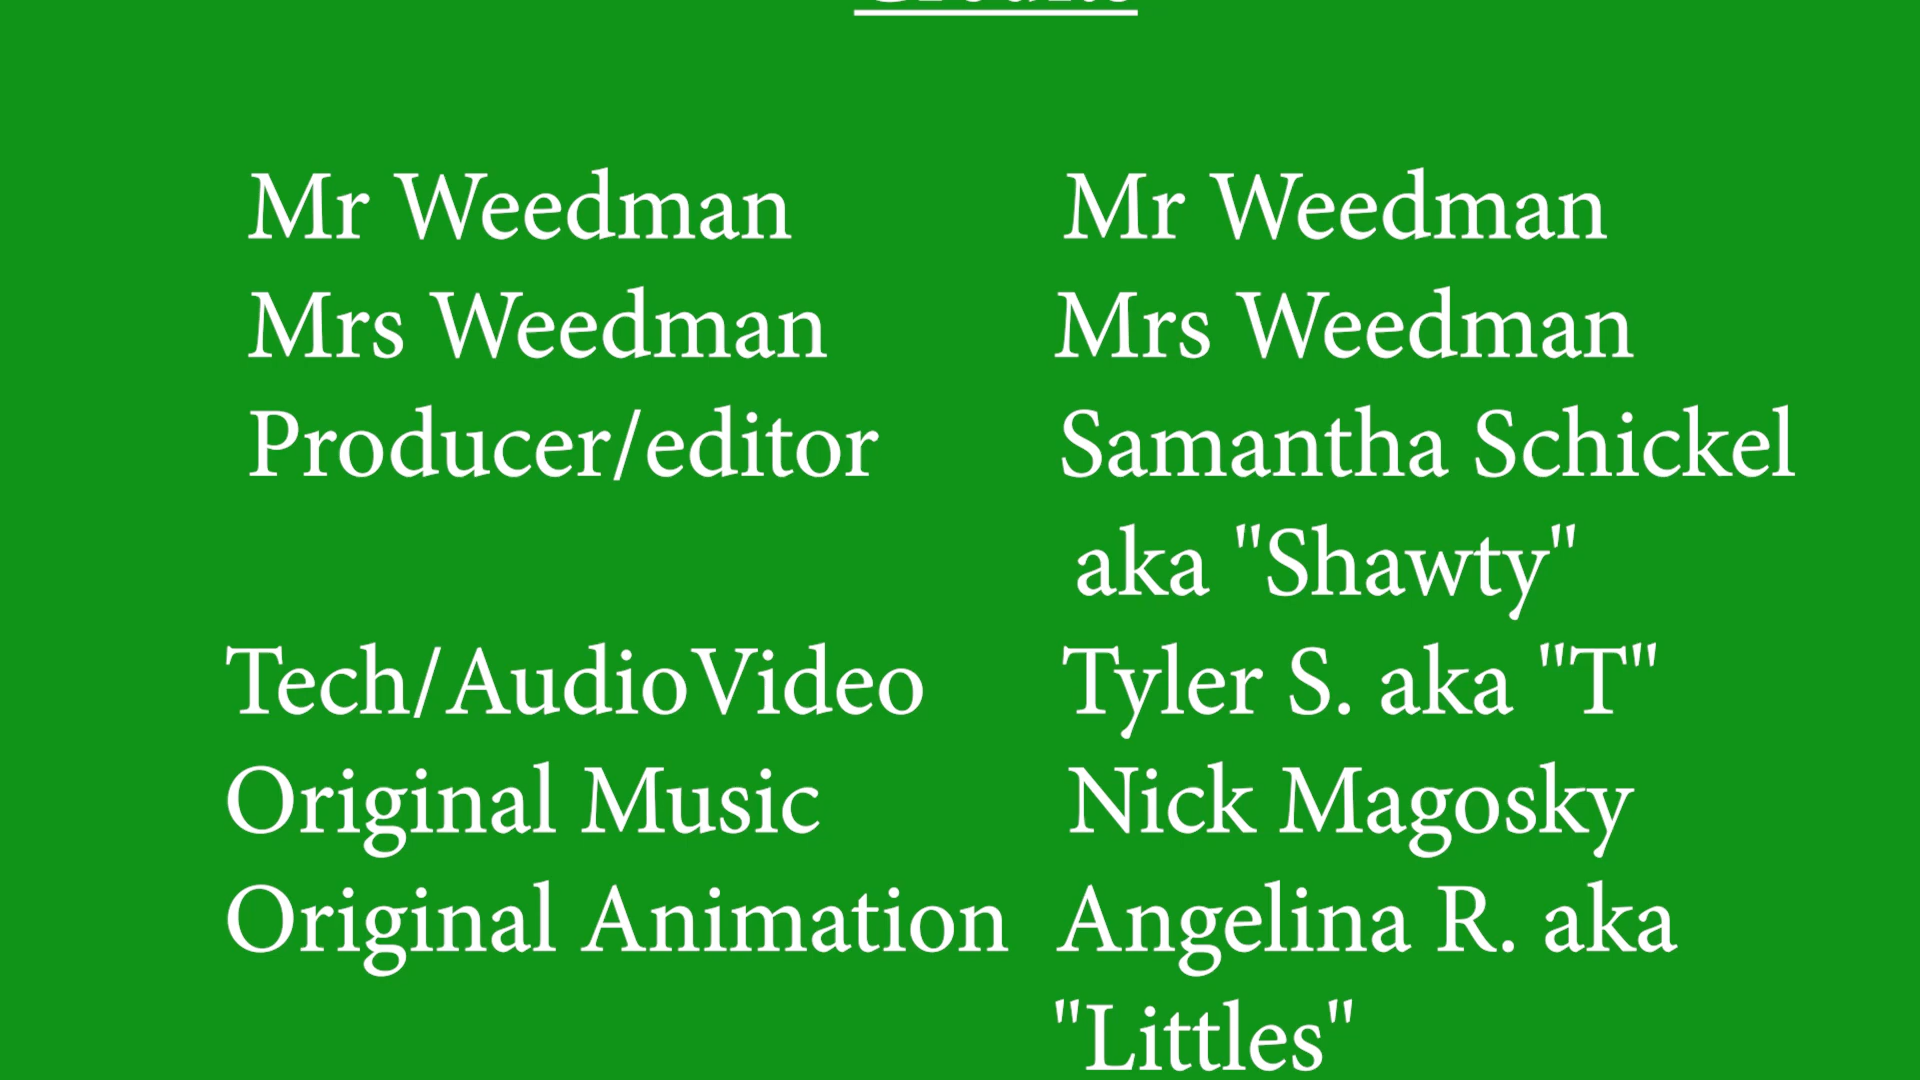 Mr Weedman Mr Weedman
Mrs Weedman Mrs Weedman
Producer/editor Samantha Schickel
aka "Shawty"
Tech/AudioVideo Tyler S. aka "T"
Original Music Nick Magosky
Original Animation Angelina R. aka
"Littles"